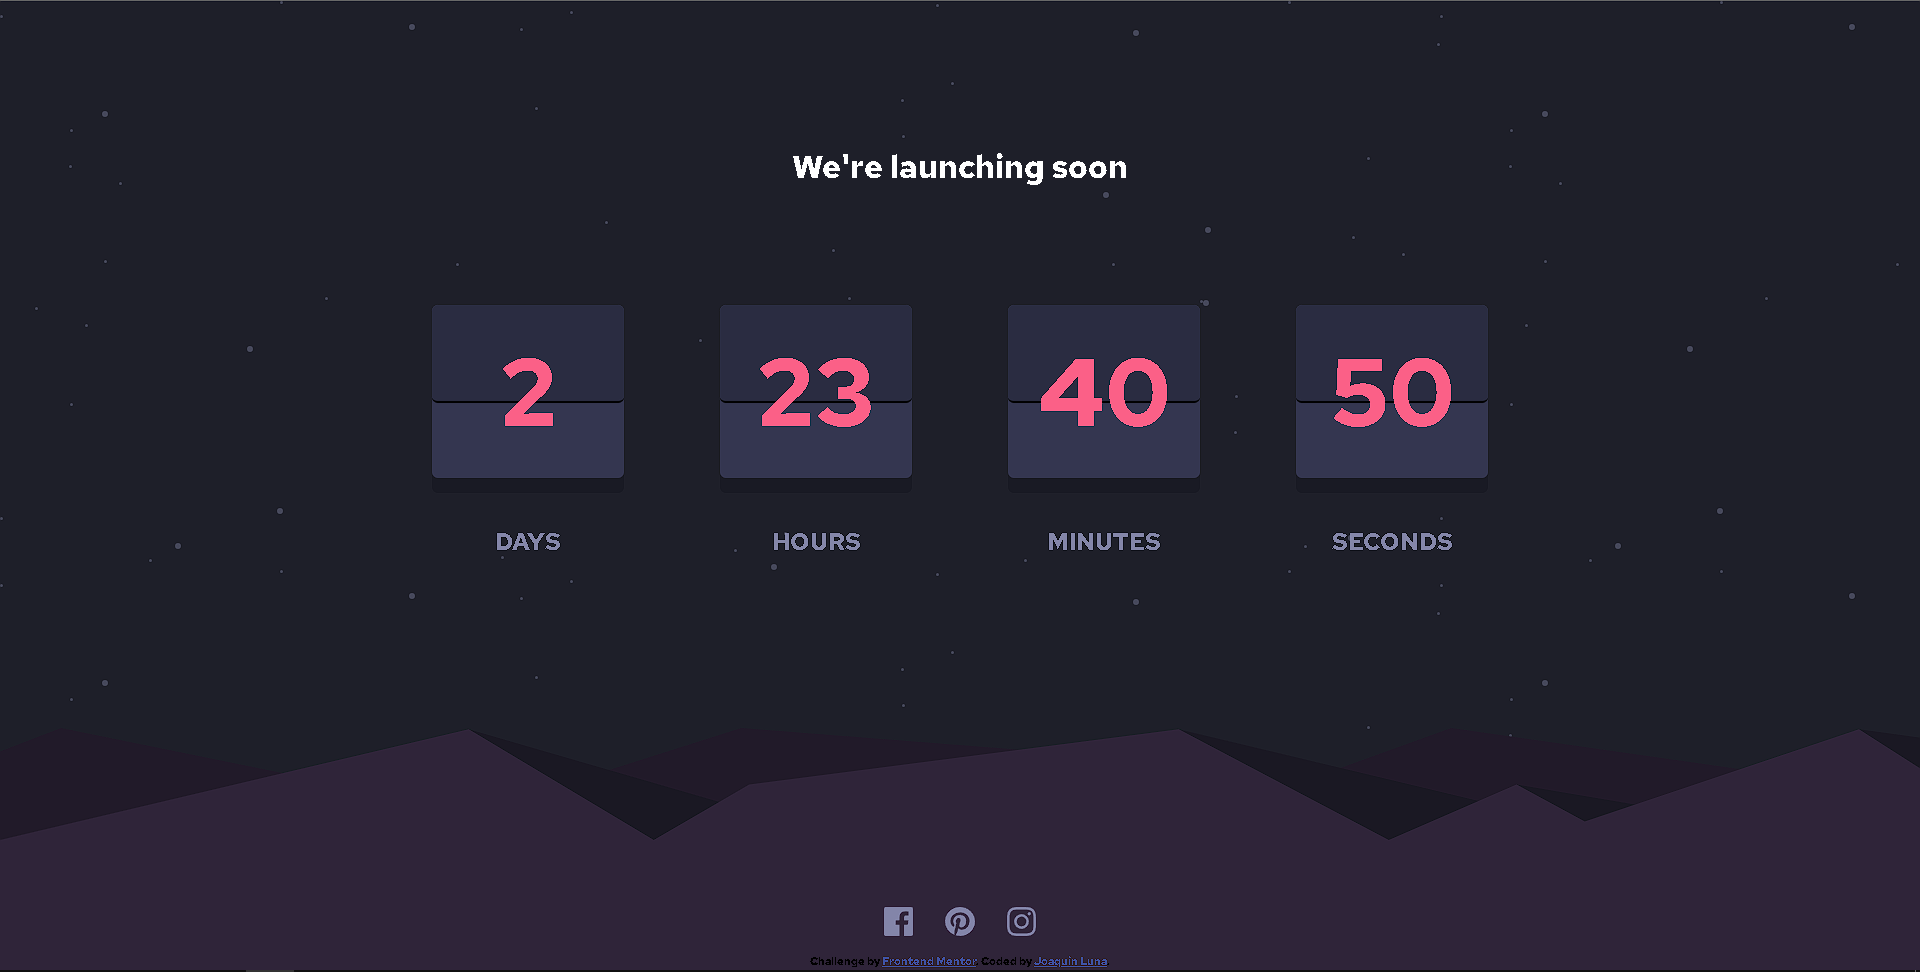 We're launching soon
2 23 40 50
DAYS HOURS MINUTES SECONDS
Challenge by Frontend Mentor. Coded by Joaquin Luna.